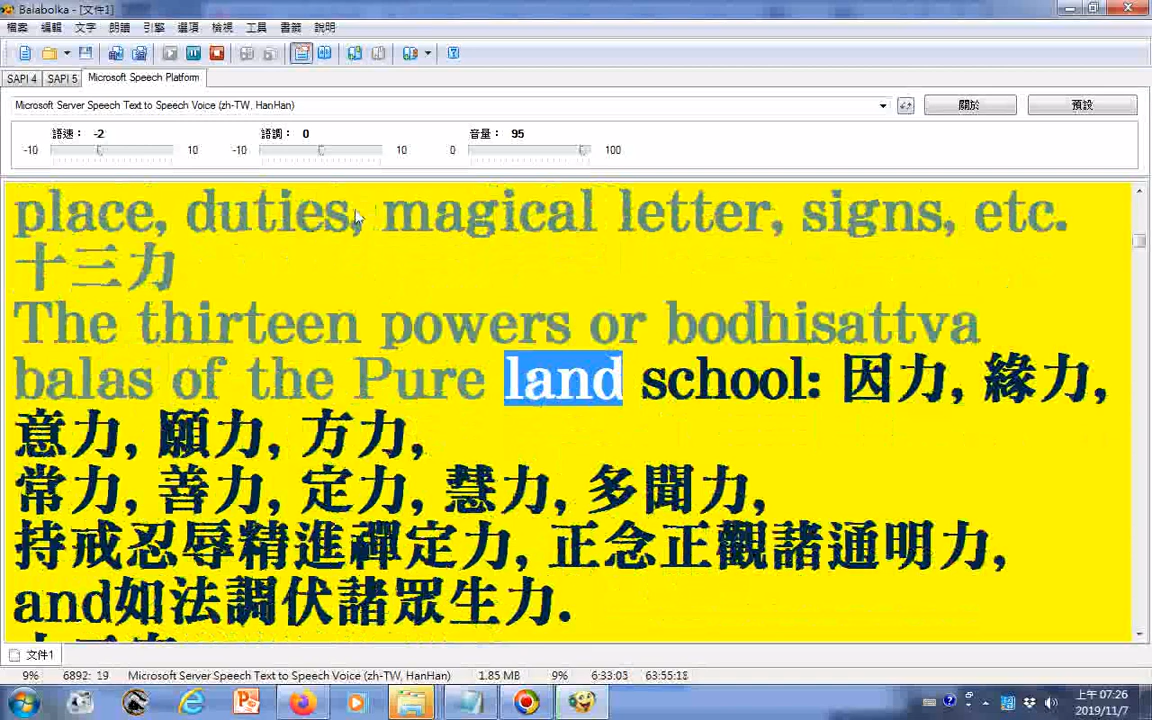 Balabolka - [文件1]
檔案 編輯 文字 朗讀 引擎 選項 檢視 工具 書籤 說明
SAPI 4 SAPI 5 Microsoft Speech Platform
Microsoft Server Speech Text to Speech Voice (zh-TW, HanHan) 關於 預設
語速： -2 語調： 0 音量： 95
-10 10 -10 10 0 100
place, duties, magical letter, signs, etc.
十三力
The thirteen powers or bodhisattva
balas of the Pure land school: 因力, 緣力,
意力, 願力, 方力,
常力, 善力, 定力, 慧力, 多聞力,
持戒忍辱精進禪定力, 正念正觀諸通明力,
and如法調伏諸眾生力.
文件1
9% 6892: 19 Microsoft Server Speech Text to Speech Voice (zh-TW, HanHan) 1.85 MB 9% 6:33:03 63:55:18
上午 07:26
2019/11/7